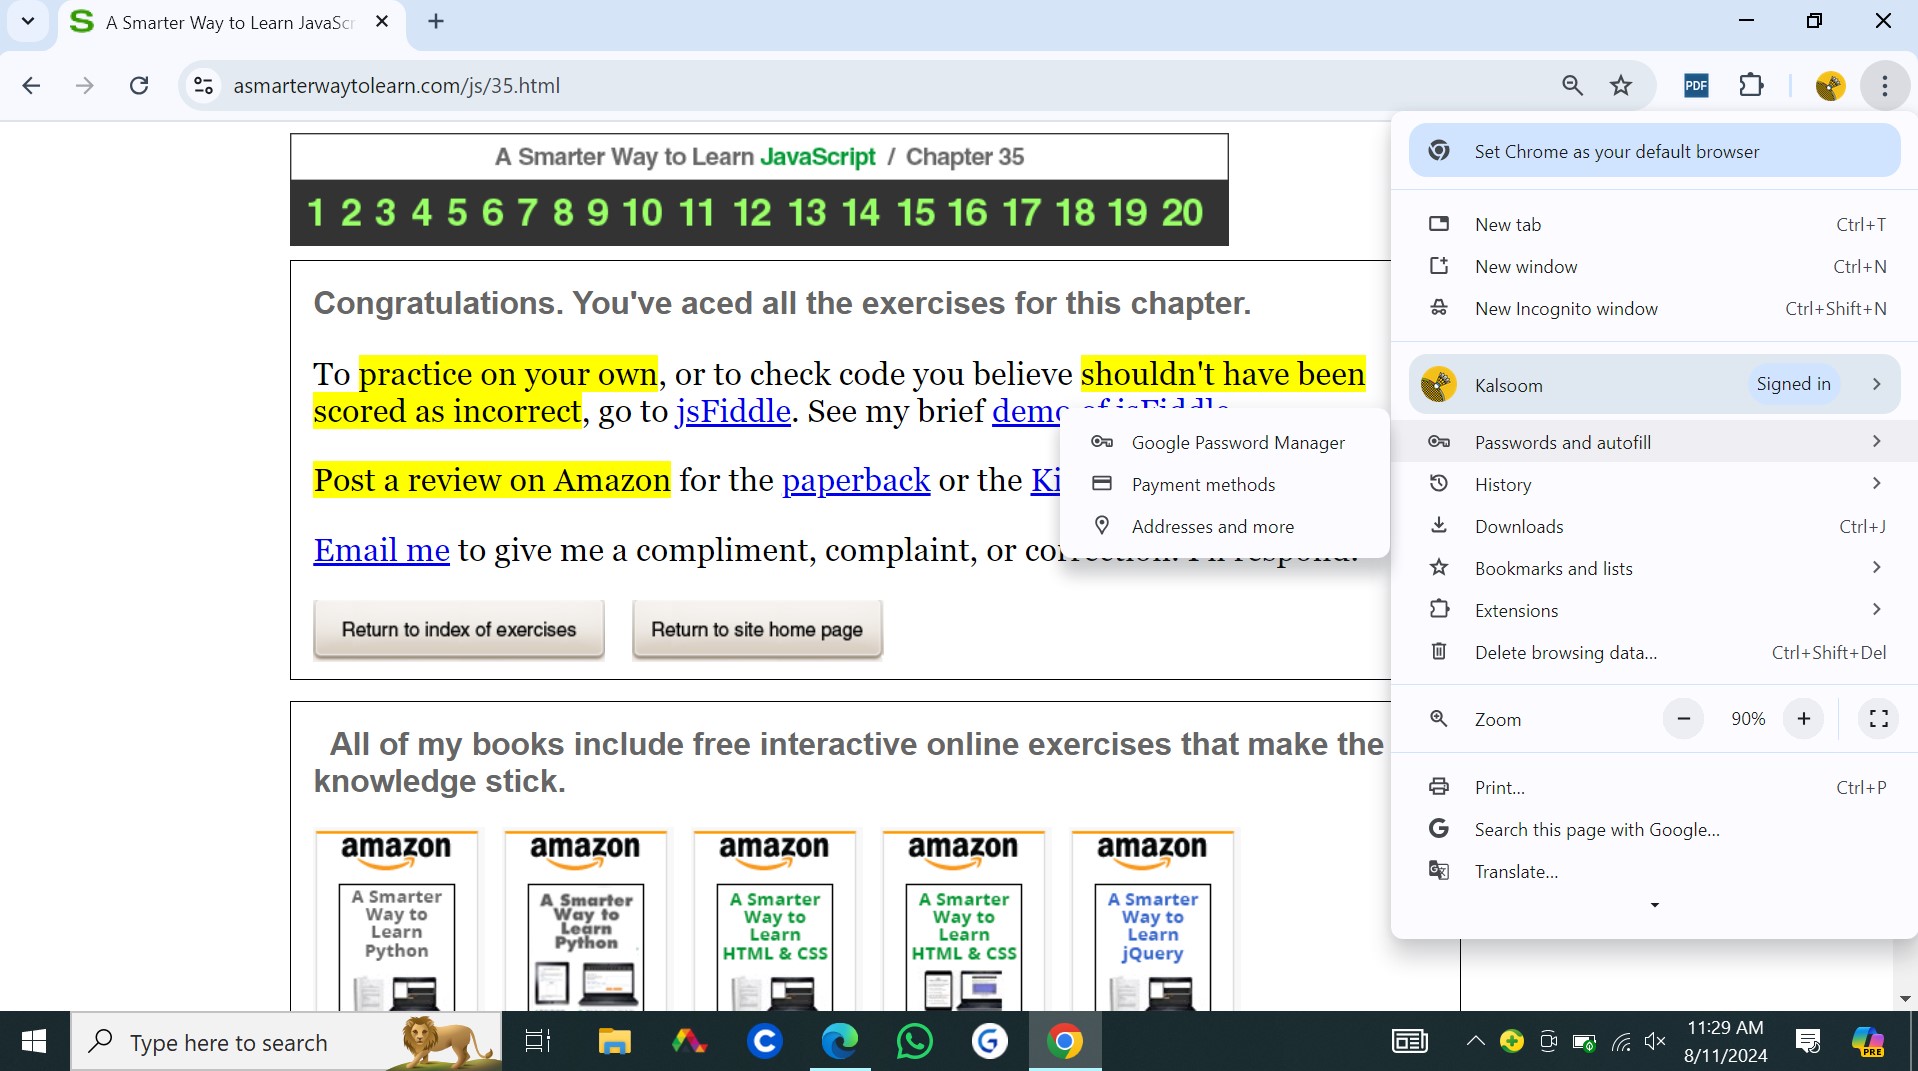 A Smarter Way to Learn JavaScr
asmarterwaytolearn.com/js/35.html
PDF
A Smarter Way to Learn JavaScript / Chapter 35
1 2 3 4 5 6 7 8 9 10 11 12 13 14 15 16 17 18 19 20
Congratulations. You've aced all the exercises for this chapter.
To practice on your own, or to check code you believe shouldn't have been
scored as incorrect, go to jsFiddle. See my brief demo of jsFiddle.
Post a review on Amazon for the paperback or the Ki
Email me to give me a compliment, complaint, or correction. I'll respond.
Return to index of exercises
Return to site home page
All of my books include free interactive online exercises that make the
knowledge stick.
amazon
A Smarter
Way to
Learn
Python
amazon
A Smarter
Way to
Learn
Python
amazon
A Smarter
Way to
Learn
HTML & CSS
amazon
A Smarter
Way to
Learn
HTML & CSS
amazon
A Smarter
Way to
Learn
jQuery
Google Password Manager
Payment methods
Addresses and more
Set Chrome as your default browser
New tab Ctrl+T
New window Ctrl+N
New Incognito window Ctrl+Shift+N
Kalsoom Signed in
Passwords and autofill
History
Downloads Ctrl+J
Bookmarks and lists
Extensions
Delete browsing data... Ctrl+Shift+Del
Zoom 90%
Print... Ctrl+P
Search this page with Google...
Translate...
Type here to search
11:29 AM
8/11/2024
PRE